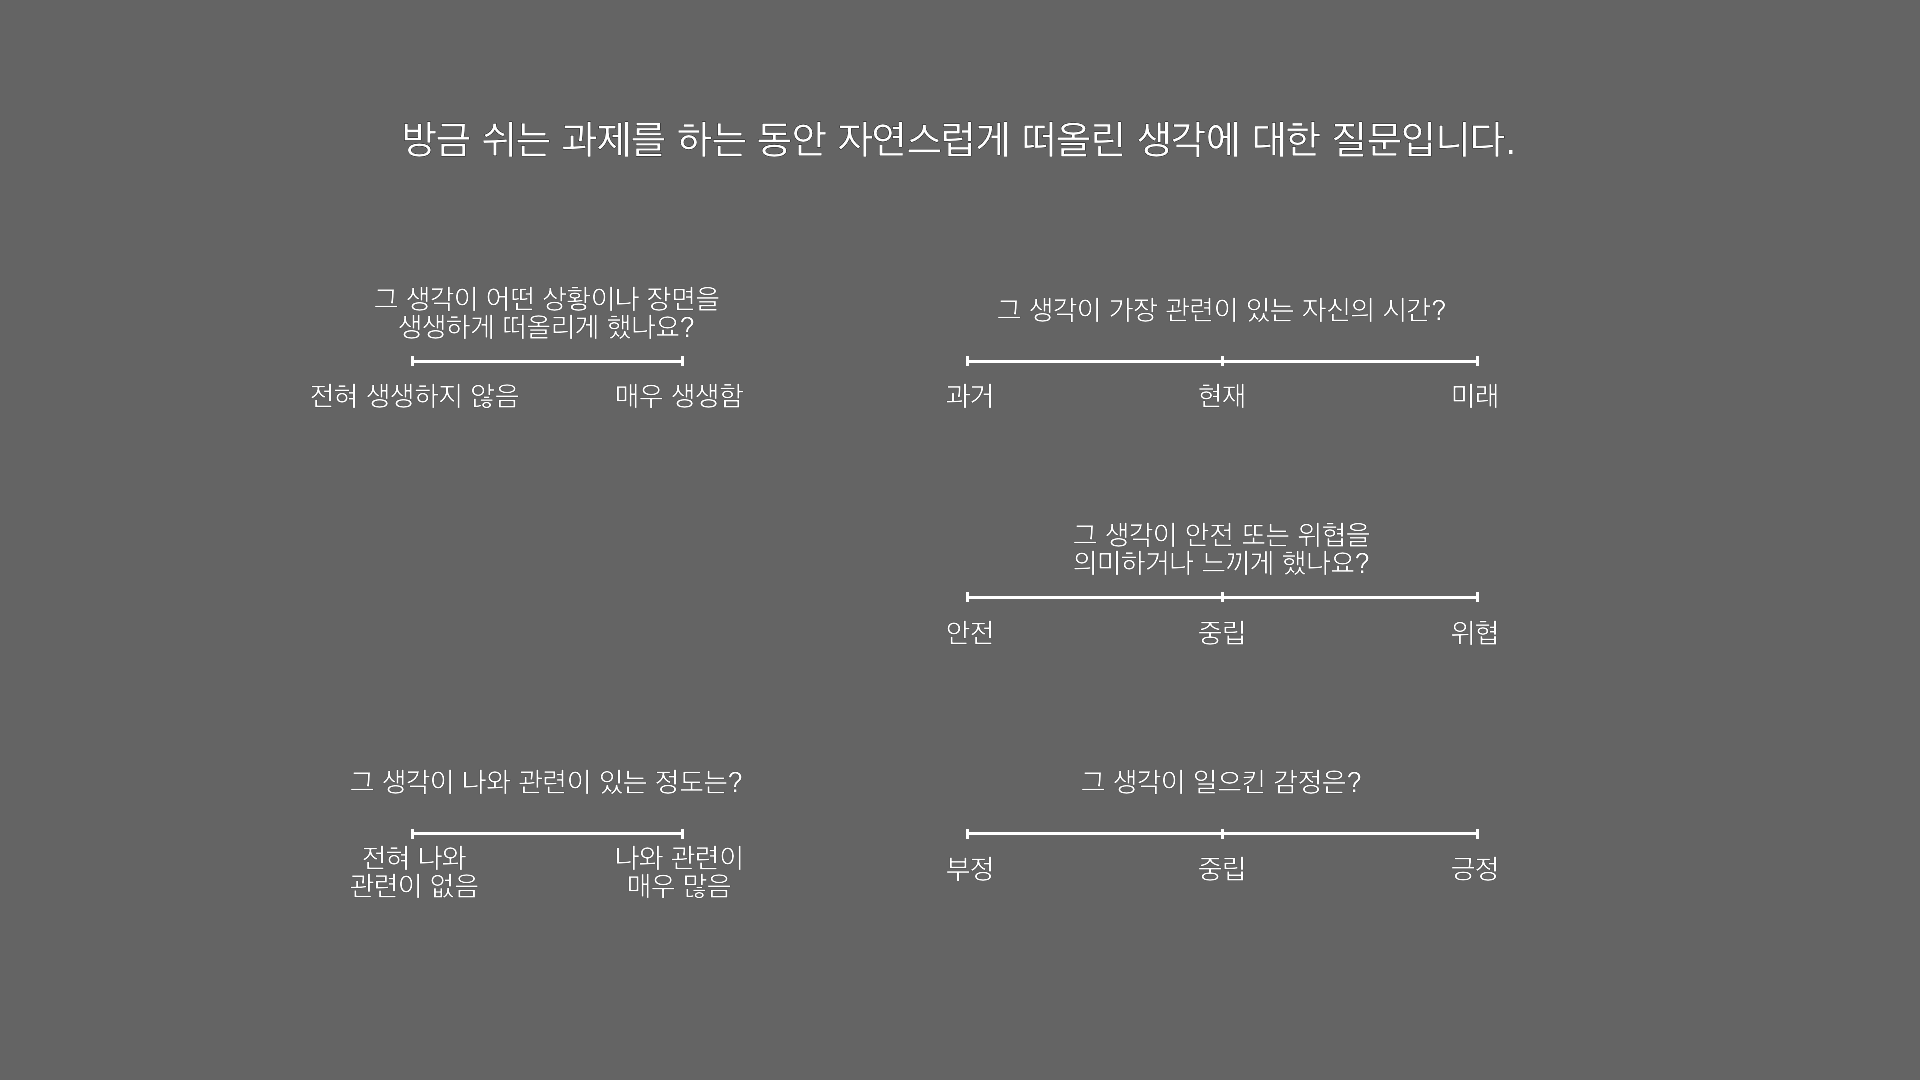 방금 쉬는 과제를 하는 동안 자연스럽게 떠올린 생각에 대한 질문입니다.
그 생각이 어떤 상황이나 장면을
생생하게 떠올리게 했나요?
전혀 생생하지 않음
매우 생생함
그 생각이 가장 관련이 있는 자신의 시간?
과거
현재
미래
그 생각이 안전 또는 위협을
의미하거나 느끼게 했나요?
안전
중립
위협
그 생각이 나와 관련이 있는 정도는?
전혀 나와
관련이 없음
나와 관련이
매우 많음
그 생각이 일으킨 감정은?
부정
중립
긍정